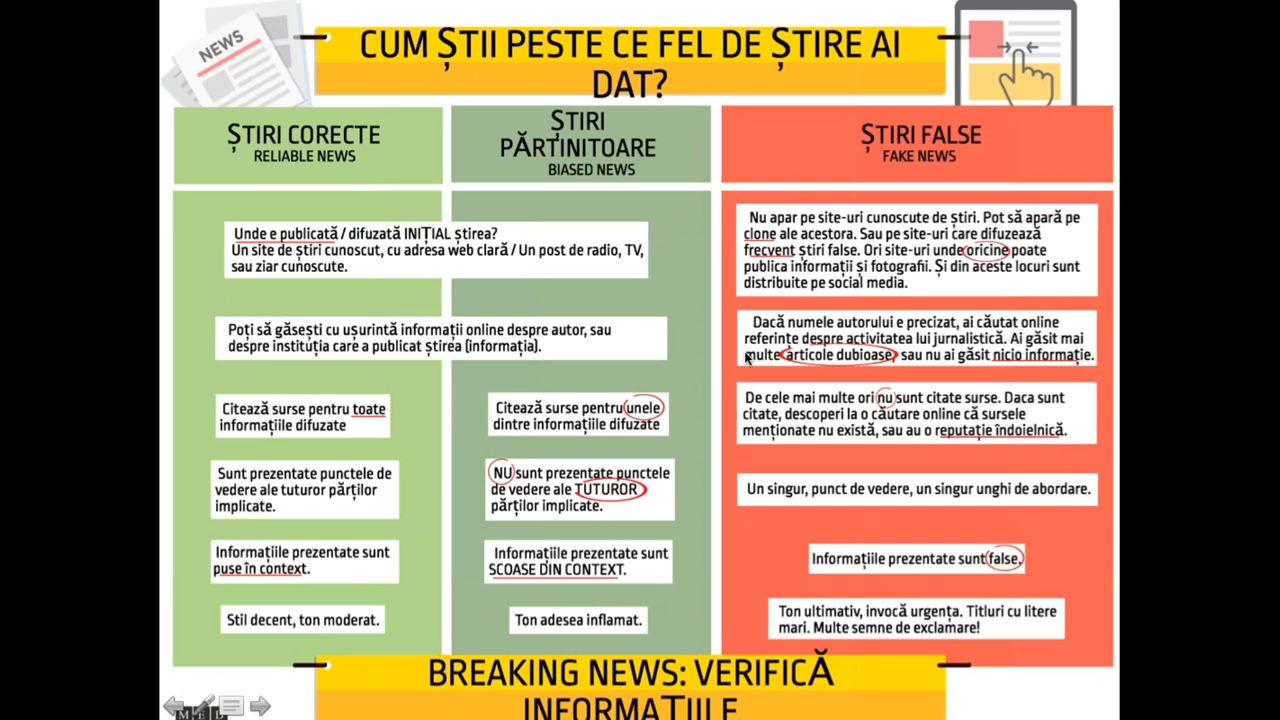 NEWS
CUM ȘTII PESTE CE FEL DE ȘTIRE AI
DAT?
ȘTIRI CORECTE
RELIABLE NEWS
ȘTIRI
PĂRTINITOARE
BIASED NEWS
ȘTIRI FALSE
FAKE NEWS
Unde e publicată / difuzată INIȚIAL știrea?
Un site de știri cunoscut, cu adresa web clară / Un post de radio, TV,
sau ziar cunoscute.
Nu apar pe site-uri cunoscute de știri. Pot să apară pe
clone ale acestora. Sau pe site-uri care difuzează
frecvent știri false. Ori site-uri unde oricine poate
publica informații și fotografii. Și din aceste locuri sunt
distribuite pe social media.
Poți să găsești cu ușurintă informații online despre autor, sau
despre instituția care a publicat știrea (informația).
Dacă numele autorului e precizat, ai căutat online
referințe despre activitatea lui jurnalistică. Ai găsit mai
multe articole dubioase, sau nu ai găsit nicio informație.
Citează surse pentru toate
informațiile difuzate
Citează surse pentru unele
dintre informațiile difuzate
De cele mai multe ori nu sunt citate surse. Daca sunt
citate, descoperi la o căutare online că sursele
menționate nu există, sau au o reputație îndoielnică.
Sunt prezentate punctele de
vedere ale tuturor părților
implicate.
NU sunt prezentate punctele
de vedere ale TUTUROR
părților implicate.
Un singur, punct de vedere, un singur unghi de abordare.
Informațiile prezentate sunt
puse în context.
Informațiile prezentate sunt
SCOASE DIN CONTEXT.
Informațiile prezentate sunt false.
Stil decent, ton moderat.
Ton adesea inflamat.
Ton ultimativ, invocă urgența. Titluri cu litere
mari. Multe semne de exclamare!
BREAKING NEWS: VERIFICĂ
INFORMAȚIILE